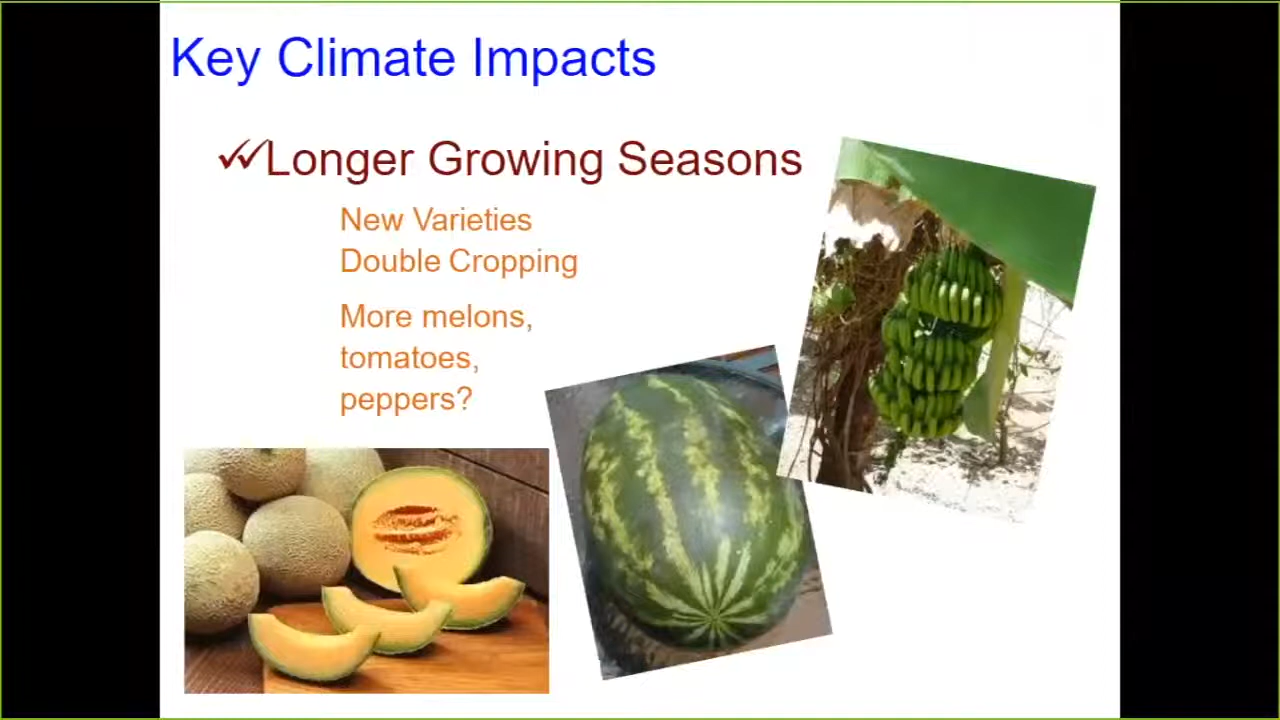 Key Climate Impacts
✓✓Longer Growing Seasons
New Varieties
Double Cropping
More melons,
tomatoes,
peppers?